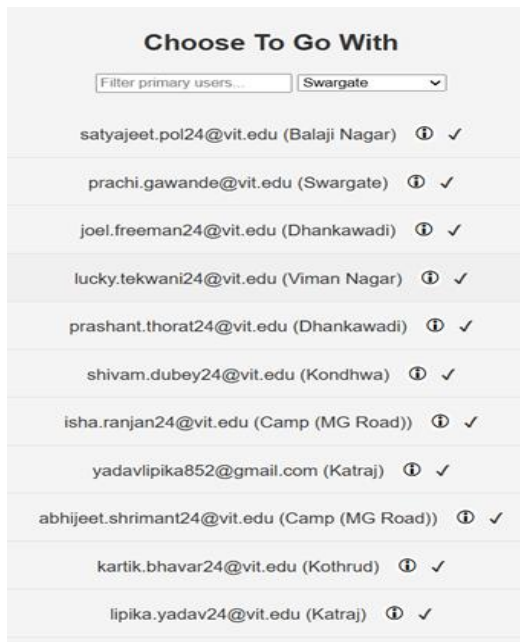 Choose To Go With
Filter primary users... Swargate
satyajeet.pol24@vit.edu (Balaji Nagar)
prachi.gawande@vit.edu (Swargate)
joel.freeman24@vit.edu (Dhankawadi)
lucky.tekwani24@vit.edu (Viman Nagar)
prashant.thorat24@vit.edu (Dhankawadi)
shivam.dubey24@vit.edu (Kondhwa)
isha.ranjan24@vit.edu (Camp (MG Road))
yadavlipika852@gmail.com (Katraj)
abhijeet.shrimant24@vit.edu (Camp (MG Road))
kartik.bhavar24@vit.edu (Kothrud)
lipika.yadav24@vit.edu (Katraj)